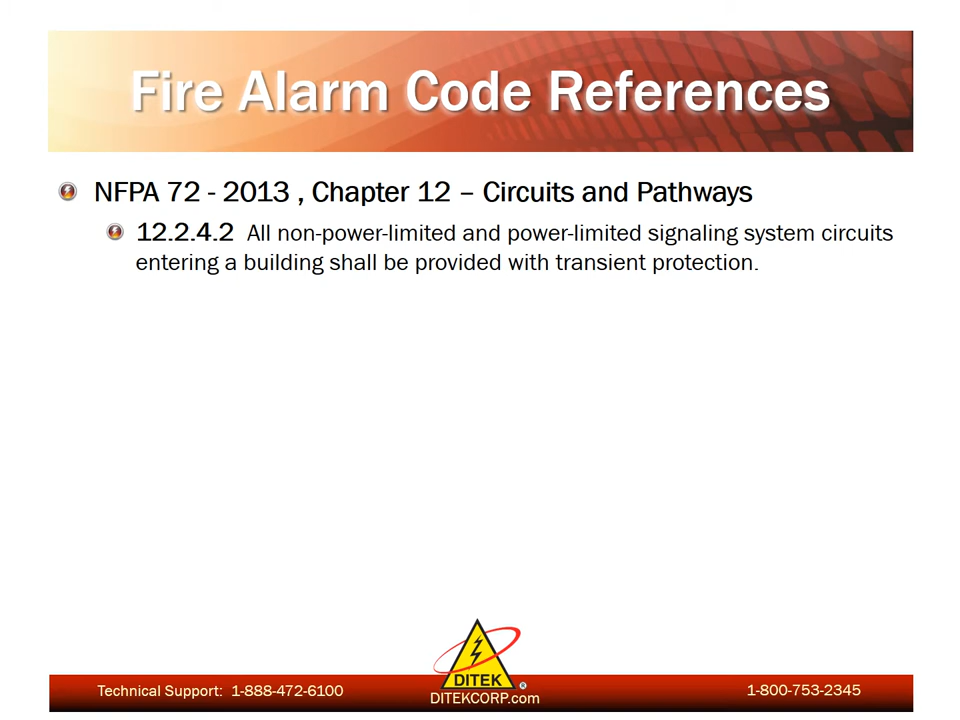 Fire Alarm Code References
NFPA 72 - 2013 , Chapter 12 – Circuits and Pathways
12.2.4.2 All non-power-limited and power-limited signaling system circuits
entering a building shall be provided with transient protection.
DITEK ®
Technical Support: 1-888-472-6100
DITEKCORP.com
1-800-753-2345